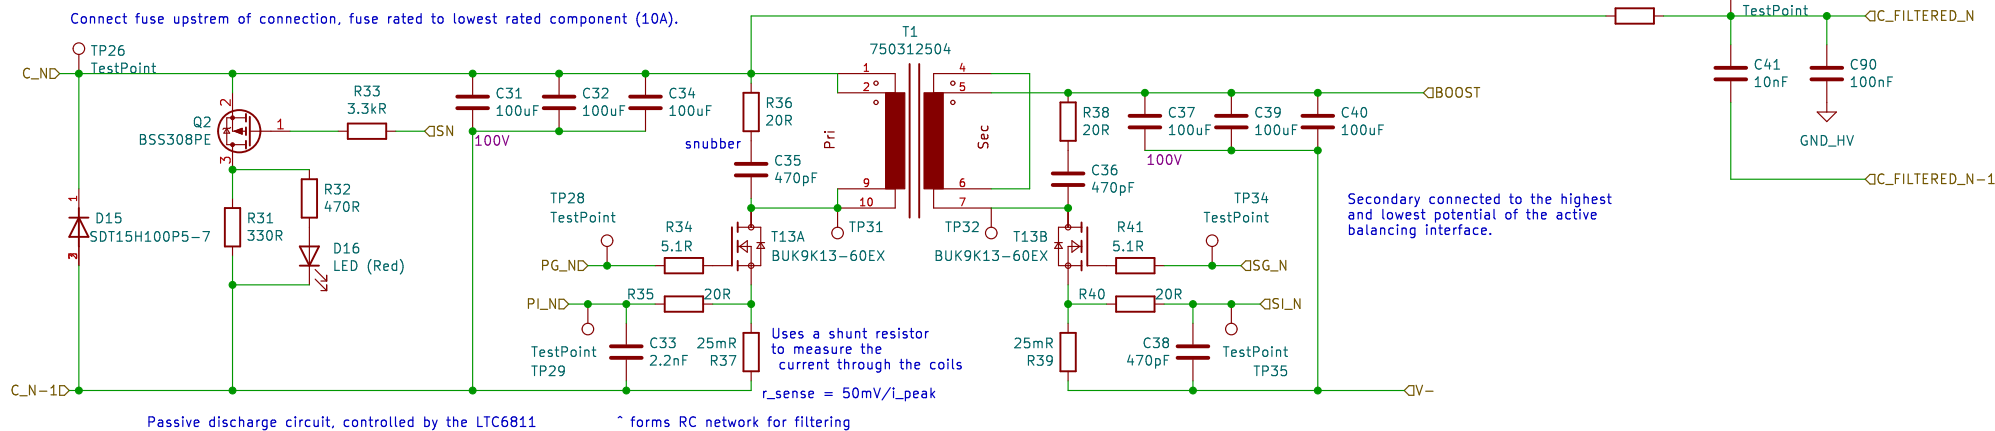 Connect fuse upstrem of connection, fuse rated to lowest rated component (10A).
TestPoint
C_FILTERED_N
T1
750312504
TP26
TestPoint
C_N
1
2
4
5
C41
10nF
C90
100nF
R33
3.3kR
C31
100uF
C32
100uF
C34
100uF
R36
20R
R38
20R
BOOST
C37
100uF
C39
100uF
C40
100uF
2
Q2
BSS308PE
1
SN
3
100V
snubber
Pri
Sec
100V
GND_HV
C35
470pF
C36
470pF
9
10
6
7
C_FILTERED_N-1
R32
470R
1
D15
SDT15H100P5-7
R31
330R
D16
LED (Red)
TP28
TestPoint
R34
5.1R
PG_N
T13A
BUK9K13-60EX
TP31
TP32
T13B
BUK9K13-60EX
R41
5.1R
TP34
TestPoint
SG_N
Secondary connected to the highest
and lowest potential of the active
balancing interface.
PI_N
R35
20R
R40
20R
SI_N
Uses a shunt resistor
to measure the
current through the coils
TestPoint
TP29
C33
2.2nF
25mR
R37
25mR
R39
C38
470pF
TestPoint
TP35
r_sense = 50mV/i_peak
C_N-1
V-
Passive discharge circuit, controlled by the LTC6811
^ forms RC network for filtering